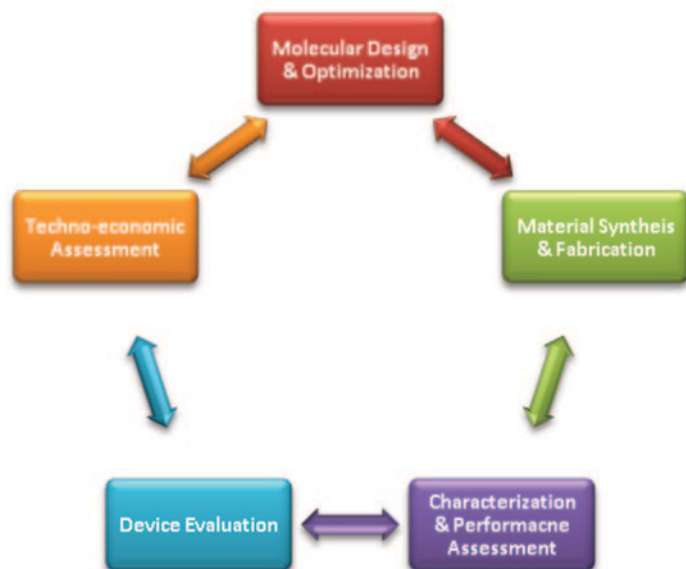 Molecular Design
& Optimization
Techno-economic
Assessment
Material Syntheis
& Fabrication
Device Evaluation
Characterization
& Performacne
Assessment